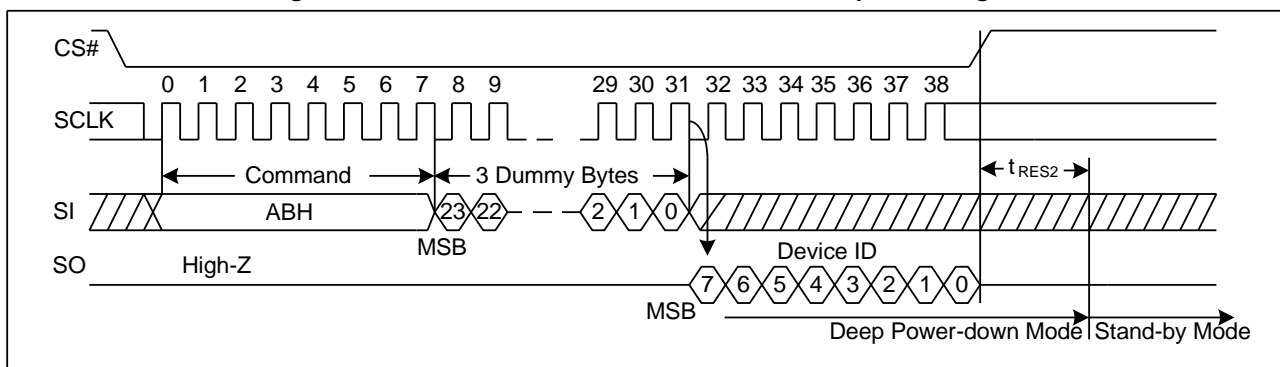 CS#
0 1 2 3 4 5 6 7 8 9 29 30 31 32 33 34 35 36 37 38
SCLK
Command 3 Dummy Bytes tRES2
SI ABH 23 22 2 1 0
MSB Device ID
SO High-Z
7 6 5 4 3 2 1 0
MSB
Deep Power-down Mode Stand-by Mode